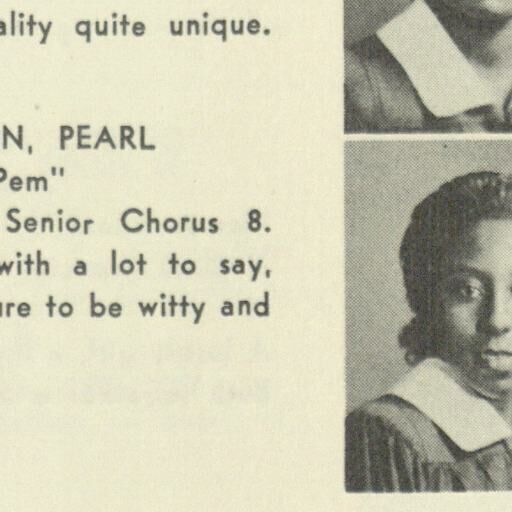 ality quite unique.
N, PEARL
Pem"
Senior Chorus 8.
with a lot to say,
ure to be witty and